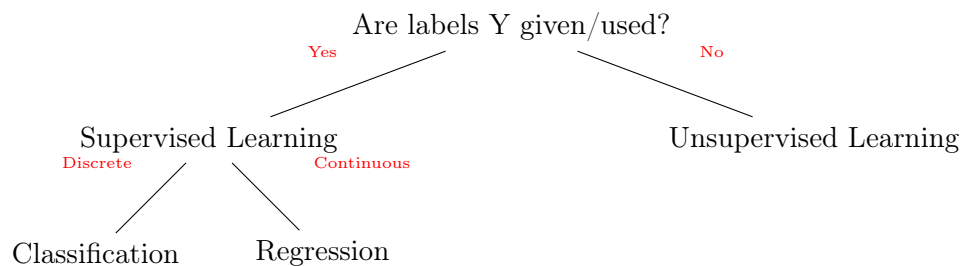 Are labels Y given/used?
Yes
No
Supervised Learning
Unsupervised Learning
Discrete
Continuous
Classification
Regression